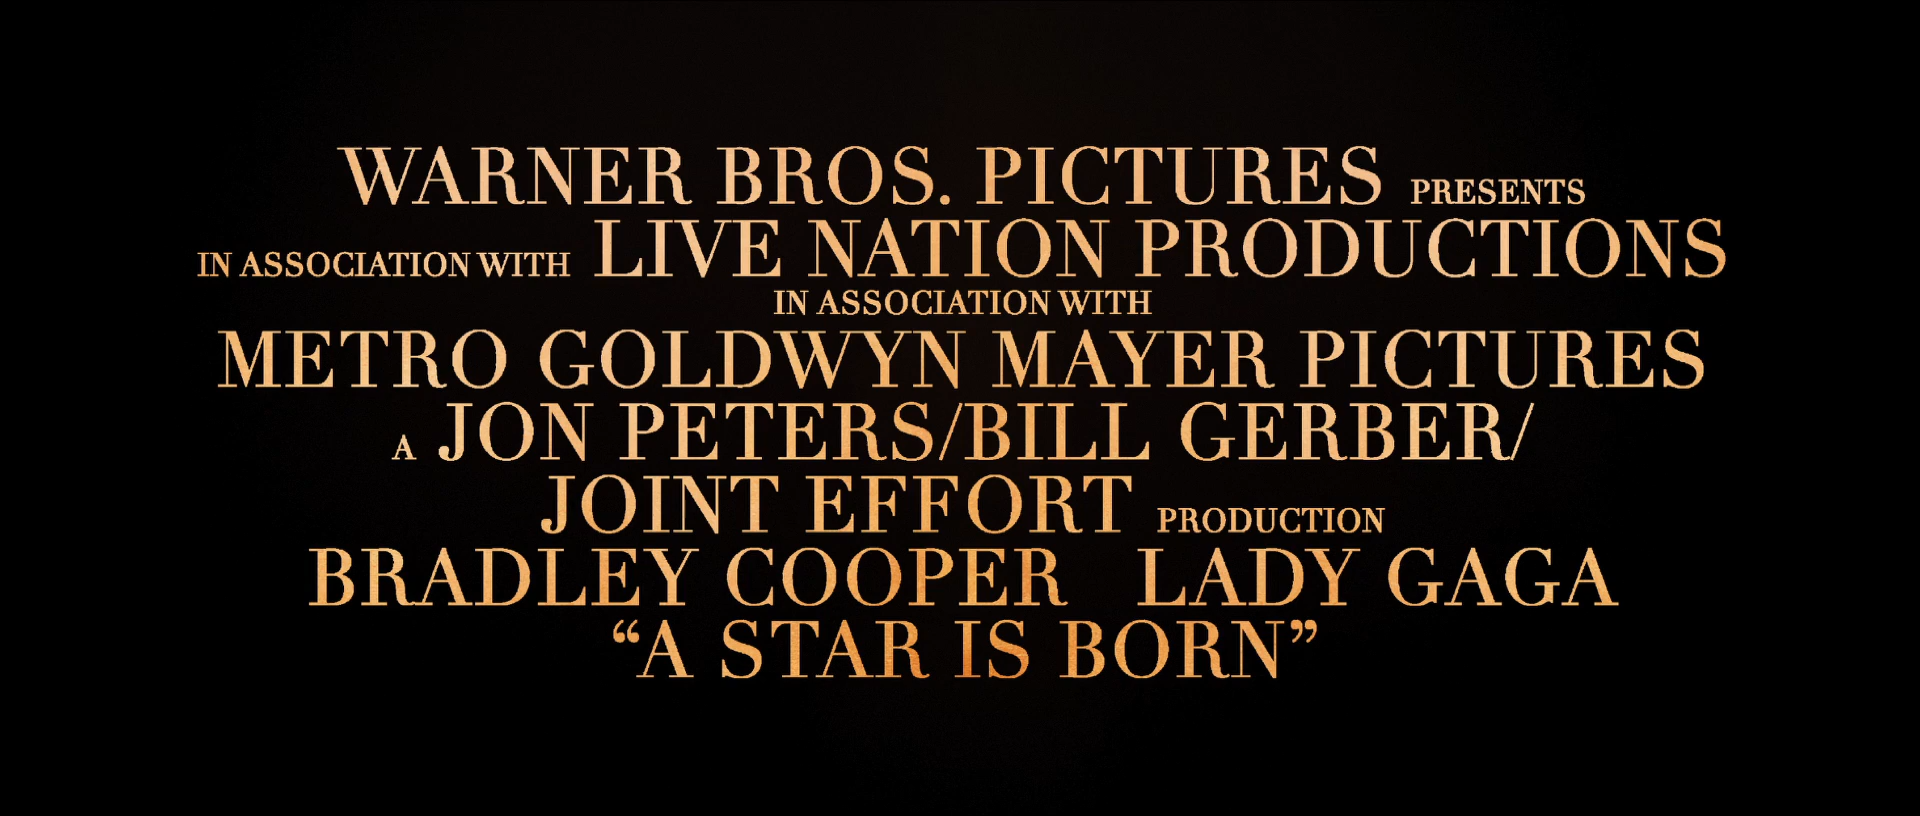 WARNER BROS. PICTURES PRESENTS
IN ASSOCIATION WITH LIVE NATION PRODUCTIONS
IN ASSOCIATION WITH
METRO GOLDWYN MAYER PICTURES
A JON PETERS/BILL GERBER/
JOINT EFFORT PRODUCTION
BRADLEY COOPER LADY GAGA
“A STAR IS BORN”